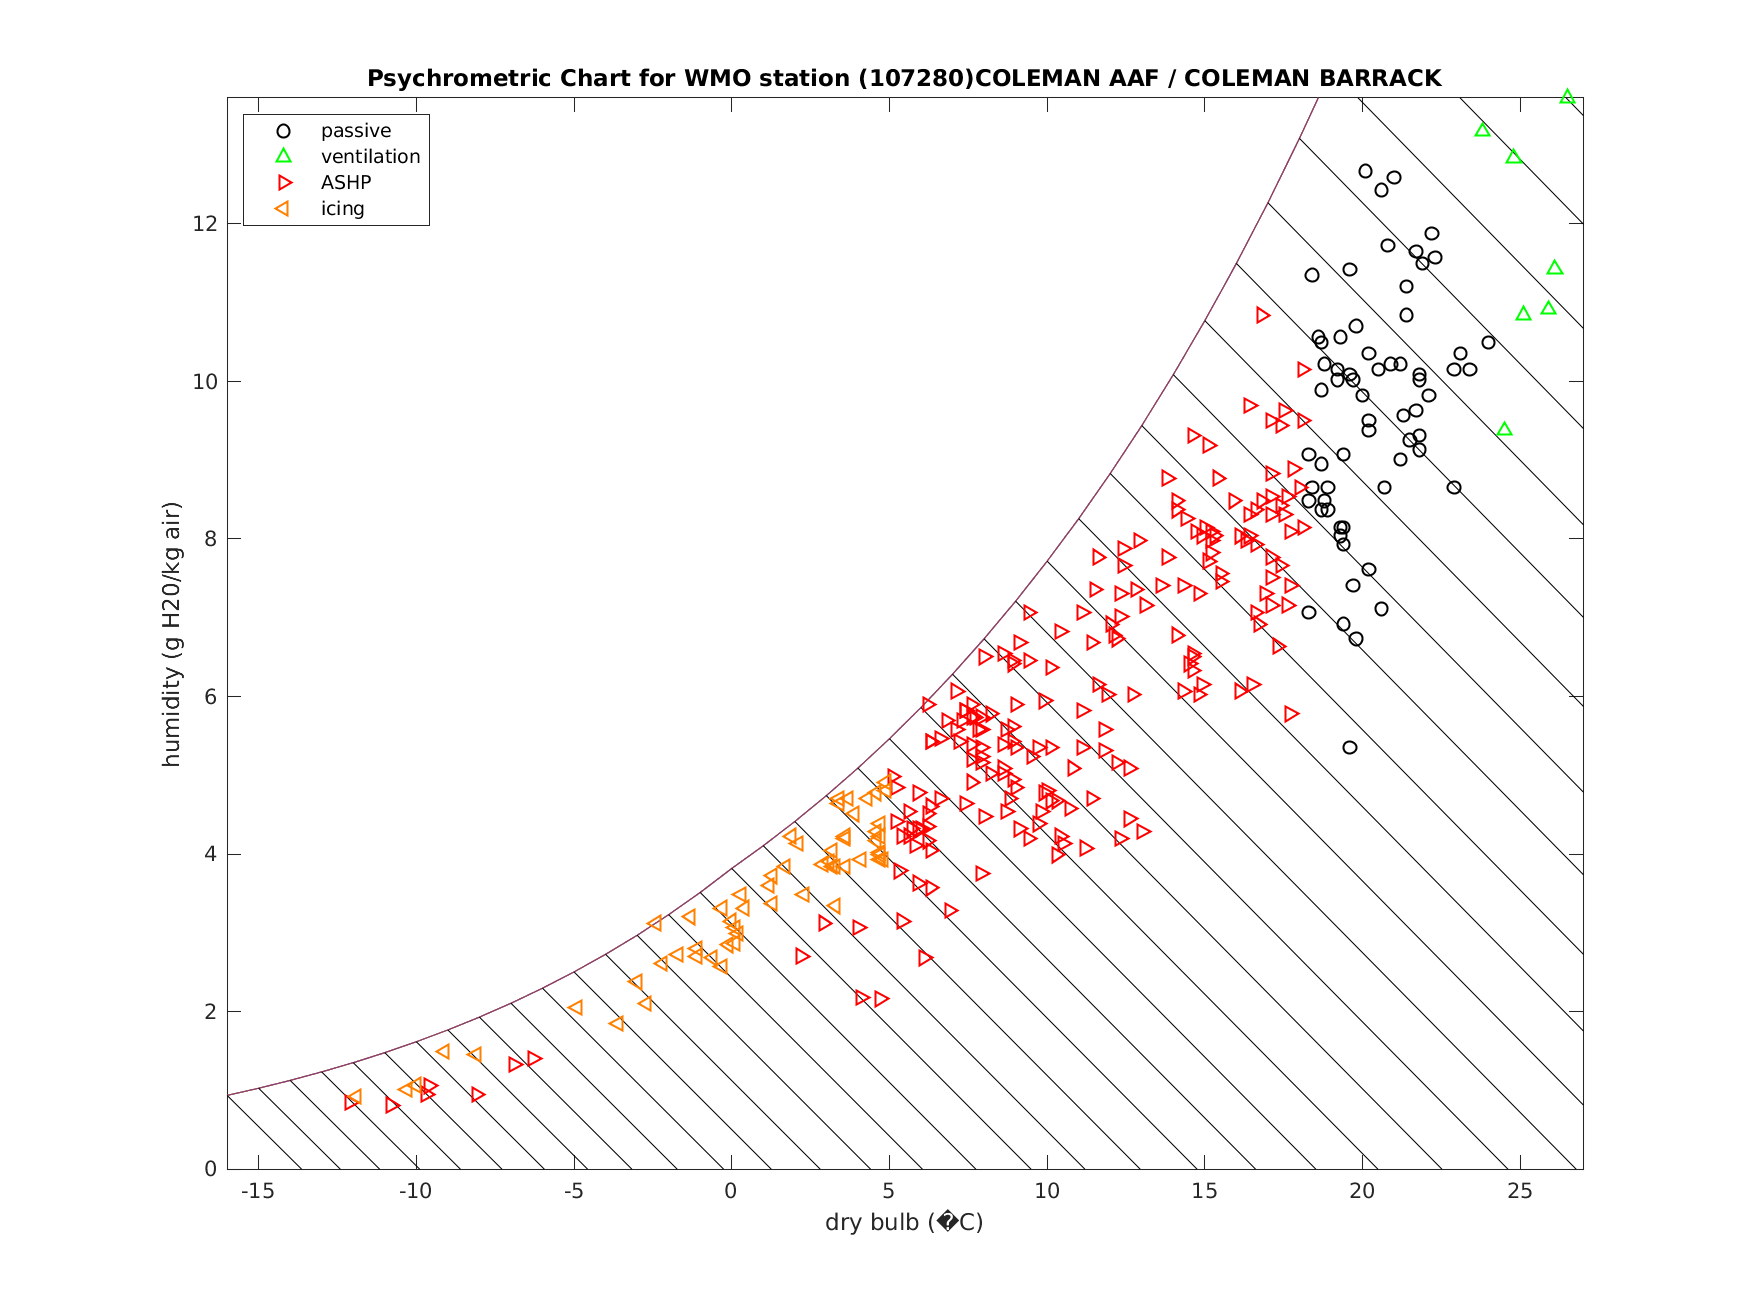 Psychrometric Chart for WMO station (107280)COLEMAN AAF / COLEMAN BARRACK
passive
ventilation
ASHP
icing
humidity (g H20/kg air)
12
10
8
6
4
2
0
-15 -10 -5 0 5 10 15 20 25
dry bulb (�C)